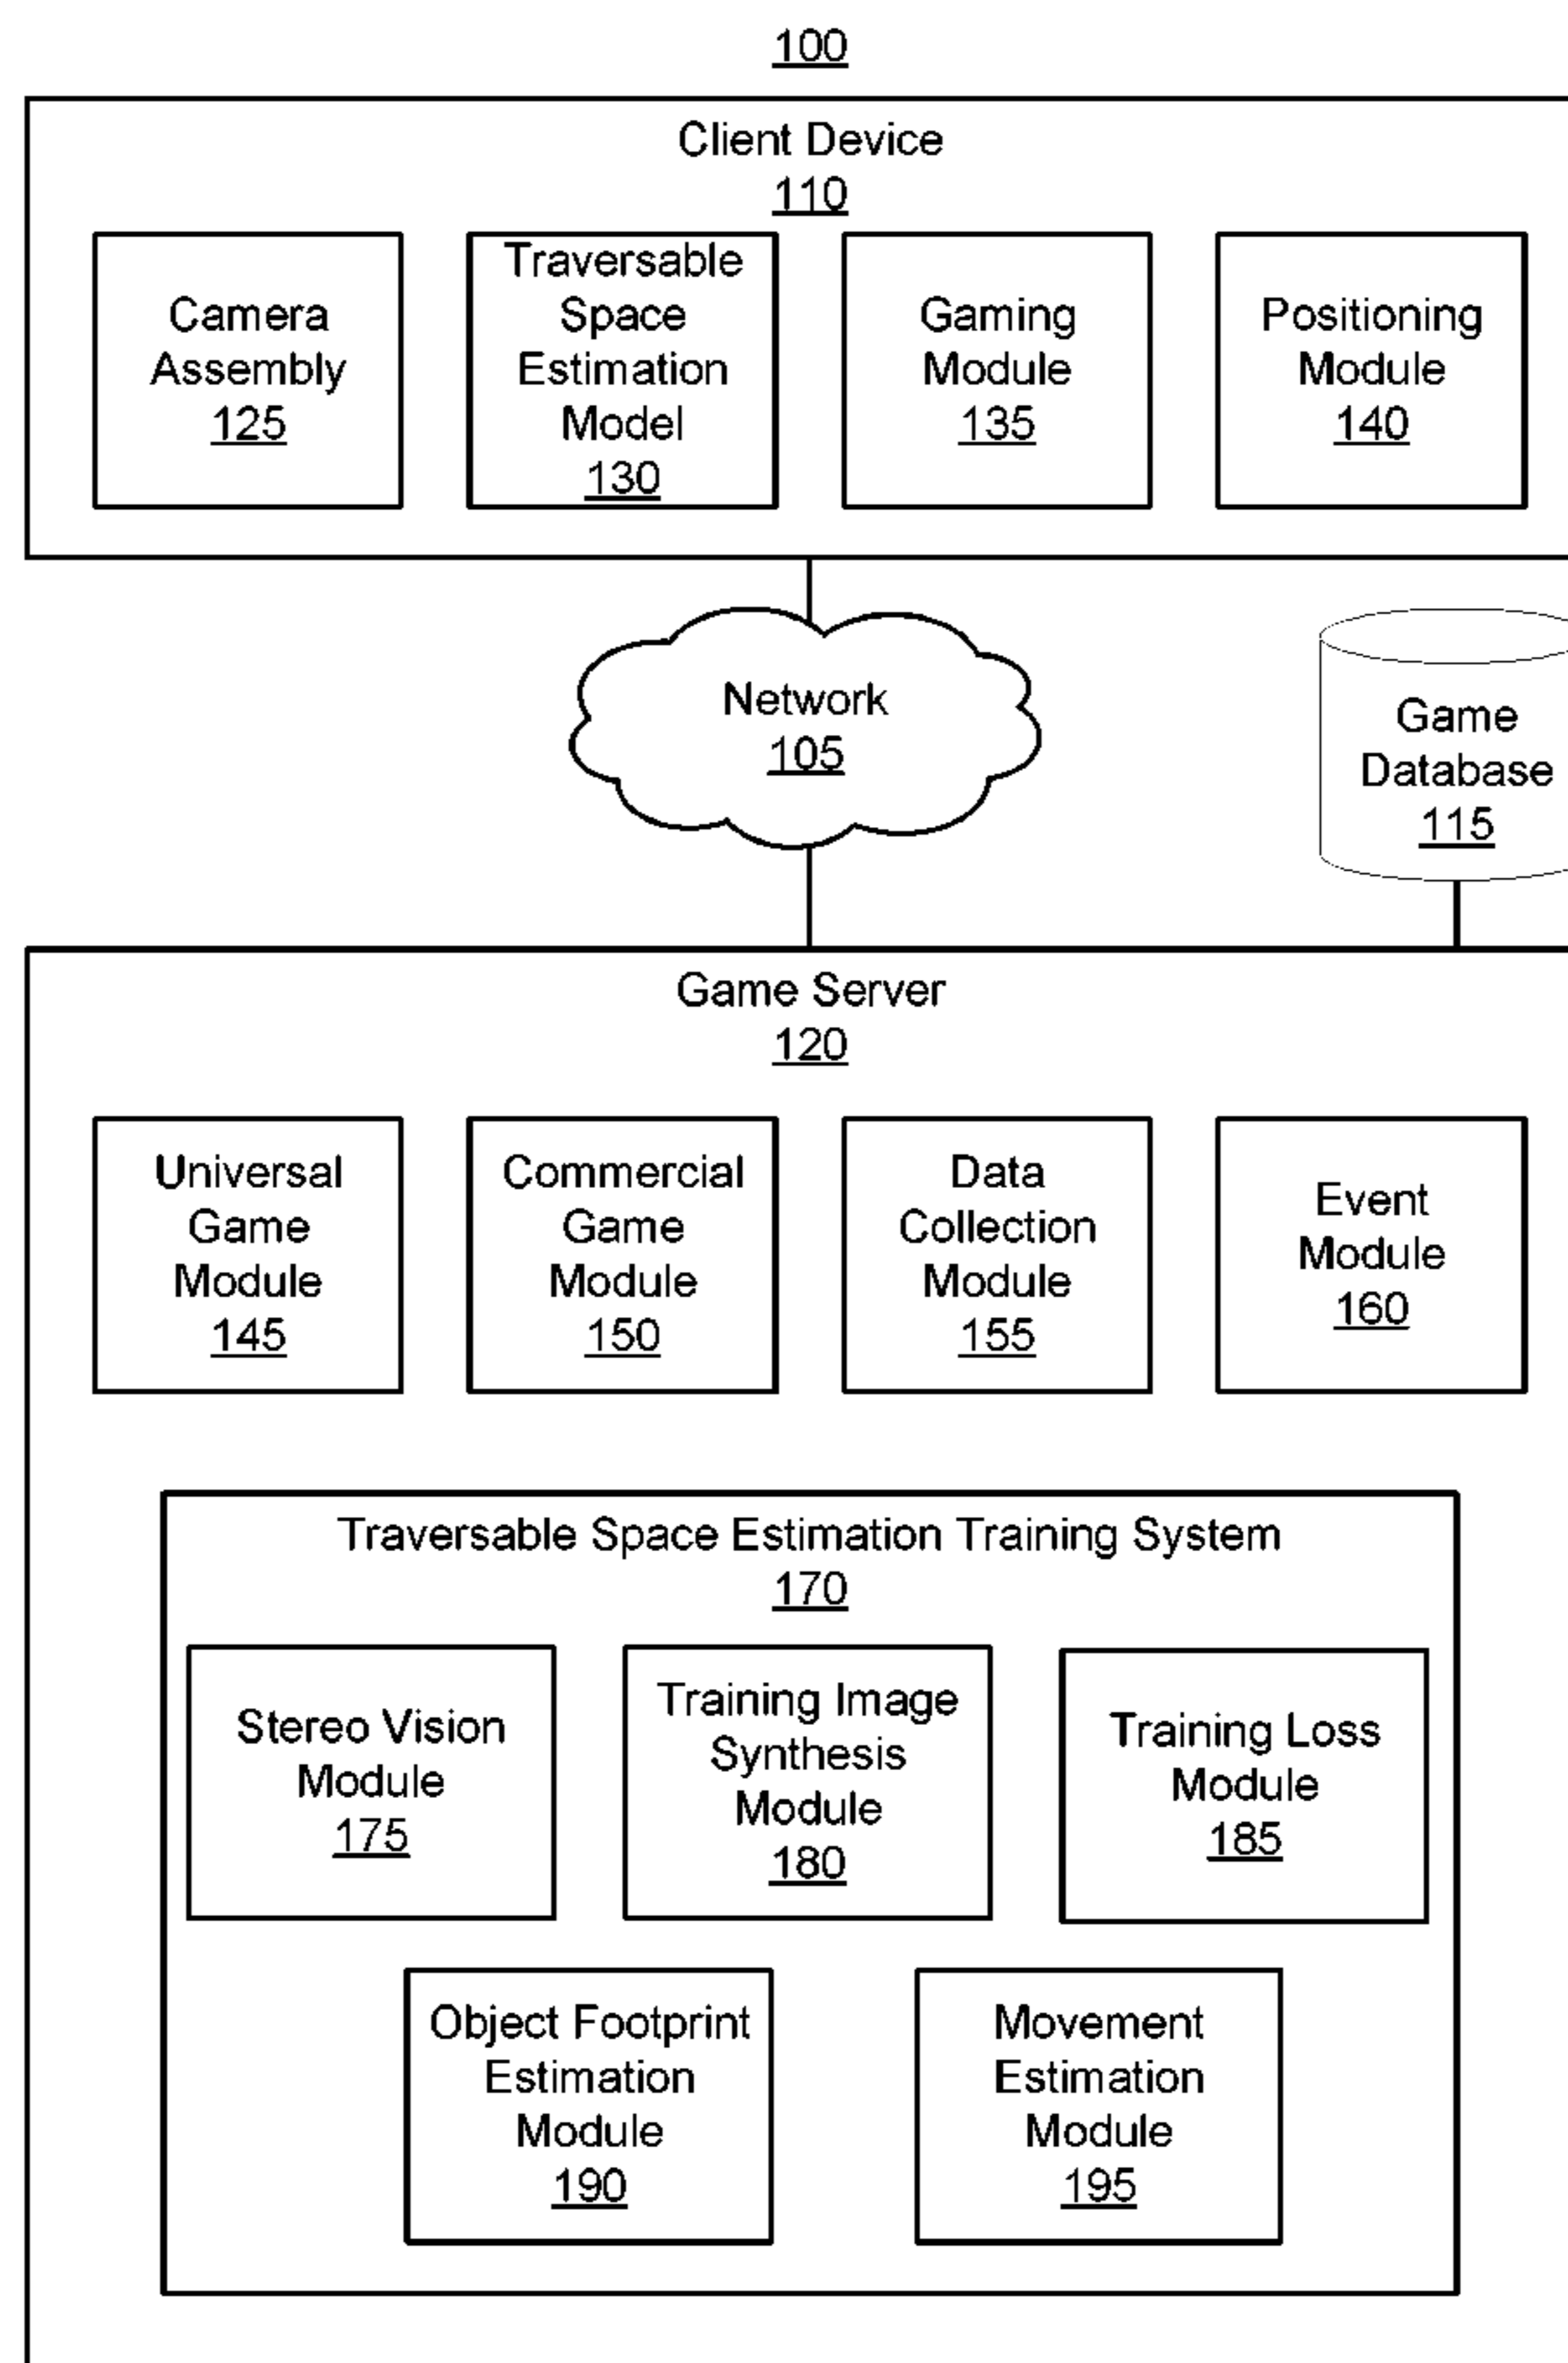 100
Client Device
110
Camera
Assembly
125
Traversable
Space
Estimation
Model
130
Gaming
Module
135
Positioning
Module
140
Network
105
Game
Database
115
Game Server
120
Universal
Game
Module
145
Commercial
Game
Module
150
Data
Collection
Module
155
Event
Module
160
Traversable Space Estimation Training System
170
Stereo Vision
Module
175
Training Image
Synthesis
Module
180
Training Loss
Module
185
Object Footprint
Estimation
Module
190
Movement
Estimation
Module
195